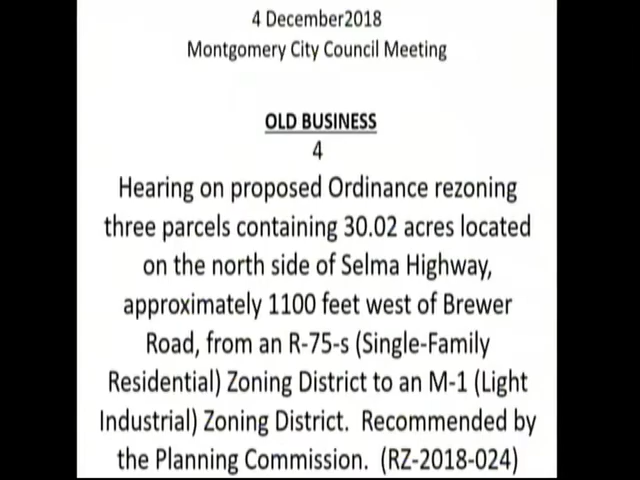 4 December2018
Montgomery City Council Meeting
OLD BUSINESS
4
Hearing on proposed Ordinance rezoning
three parcels containing 30.02 acres located
on the north side of Selma Highway,
approximately 1100 feet west of Brewer
Road, from an R-75-s (Single-Family
Residential) Zoning District to an M-1 (Light
Industrial) Zoning District.  Recommended by
the Planning Commission.  (RZ-2018-024)